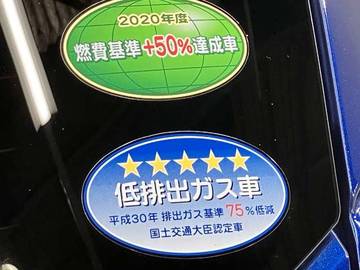 2020年度
燃費基準+50%達成車
★★★★★
低排出ガス車
平成30年 排出ガス基準 75%低減
国土交通大臣認定車